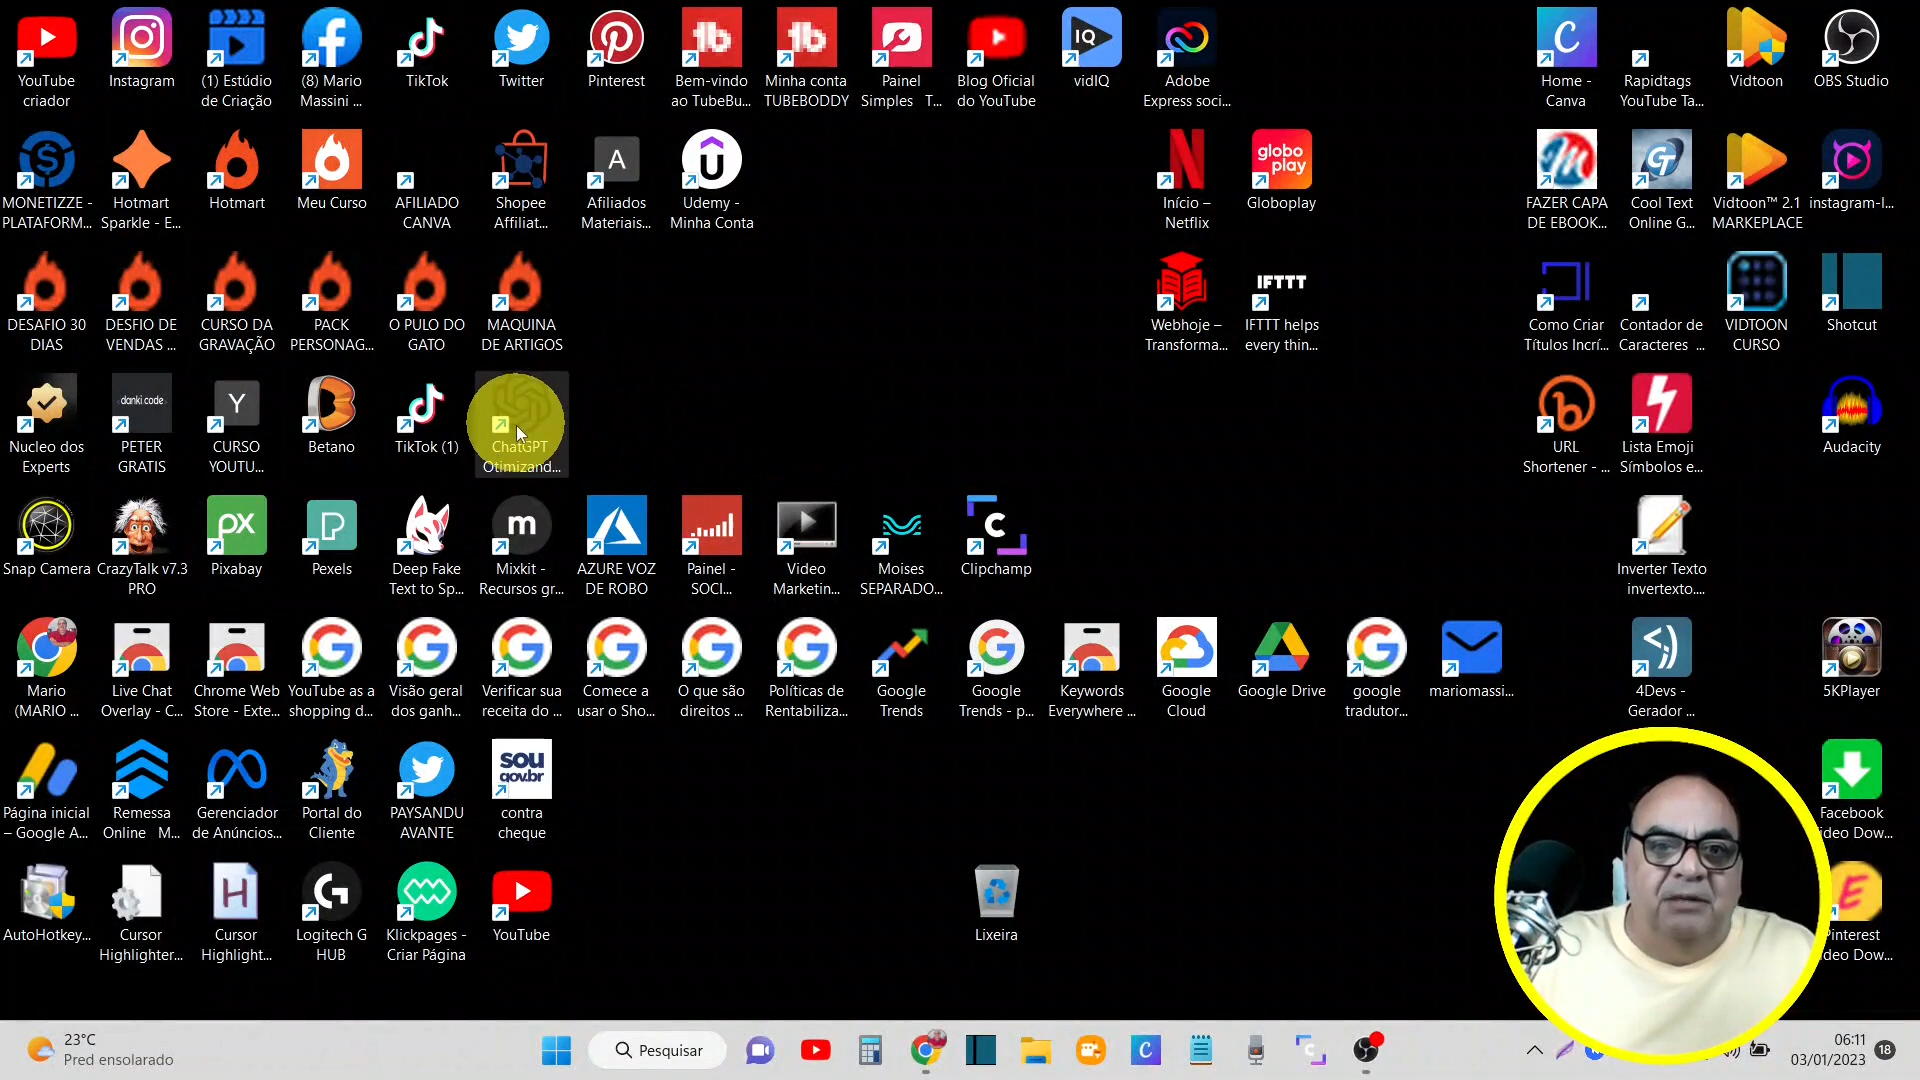 YouTube
criador
Instagram
(1) Estúdio
de Criação
(8) Mario
Massini ...
TikTok
Twitter
Pinterest
Bem-vindo
ao TubeBu...
Minha conta
TUBEBODDY
Painel
Simples T...
Blog Oficial
do YouTube
IQ
vidIQ
Adobe
Express soci...
Home -
Canva
Rapidtags
YouTube Ta...
Vidtoon
OBS Studio
MONETIZZE -
PLATAFORM...
Hotmart
Sparkle - E...
Hotmart
Meu Curso
AFILIADO
CANVA
Shopee
Affiliat...
A
Afiliados
Materiais...
Udemy -
Minha Conta
Início –
Netflix
globo
play
Globoplay
FAZER CAPA
DE EBOOK...
Cool Text
Online G...
Vidtoon™ 2.1
MARKEPLACE
instagram-l...
DESAFIO 30
DIAS
DESFIO DE
VENDAS ...
CURSO DA
GRAVAÇÃO
PACK
PERSONAG...
O PULO DO
GATO
MAQUINA
DE ARTIGOS
Webhoje –
Transforma...
IFTTT
IFTTT helps
every thin...
Como Criar
Títulos Incrí...
Contador de
Caracteres ...
VIDTOON
CURSO
Shotcut
Nucleo dos
Experts
danki code
PETER
GRATIS
Y
CURSO
YOUTU...
Betano
TikTok (1)
ChatGPT
Otimizand...
URL
Shortener - ...
Lista Emoji
Símbolos e...
Audacity
Snap Camera
CrazyTalk v7.3
PRO
px
Pixabay
Pexels
Deep Fake
Text to Sp...
m
Mixkit -
Recursos gr...
AZURE VOZ
DE ROBO
Painel -
SOCI...
Video
Marketin...
Moises
SEPARADO...
Clipchamp
Inverter Texto
invertexto....
Mario
(MARIO ...
Live Chat
Overlay - C...
Chrome Web
Store - Exte...
YouTube as a
shopping d...
Visão geral
dos ganh...
Verificar sua
receita do ...
Comece a
usar o Sho...
O que são
direitos ...
Políticas de
Rentabiliza...
Google
Trends
Google
Trends - p...
Keywords
Everywhere ...
Google
Cloud
Google Drive
google
tradutor...
mariomassi...
4Devs -
Gerador ...
5KPlayer
Página inicial
– Google A...
Remessa
Online M...
Gerenciador
de Anúncios...
Portal do
Cliente
PAYSANDU
AVANTE
sou
gov.br
contra
cheque
Facebook
ideo Dow...
AutoHotkey...
Cursor
Highlighter...
Cursor
Highlight...
Logitech G
HUB
Klickpages -
Criar Página
YouTube
Lixeira
Pinterest
ideo Dow...
23°C
Pred ensolarado
Pesquisar
06:11
03/01/2023
18